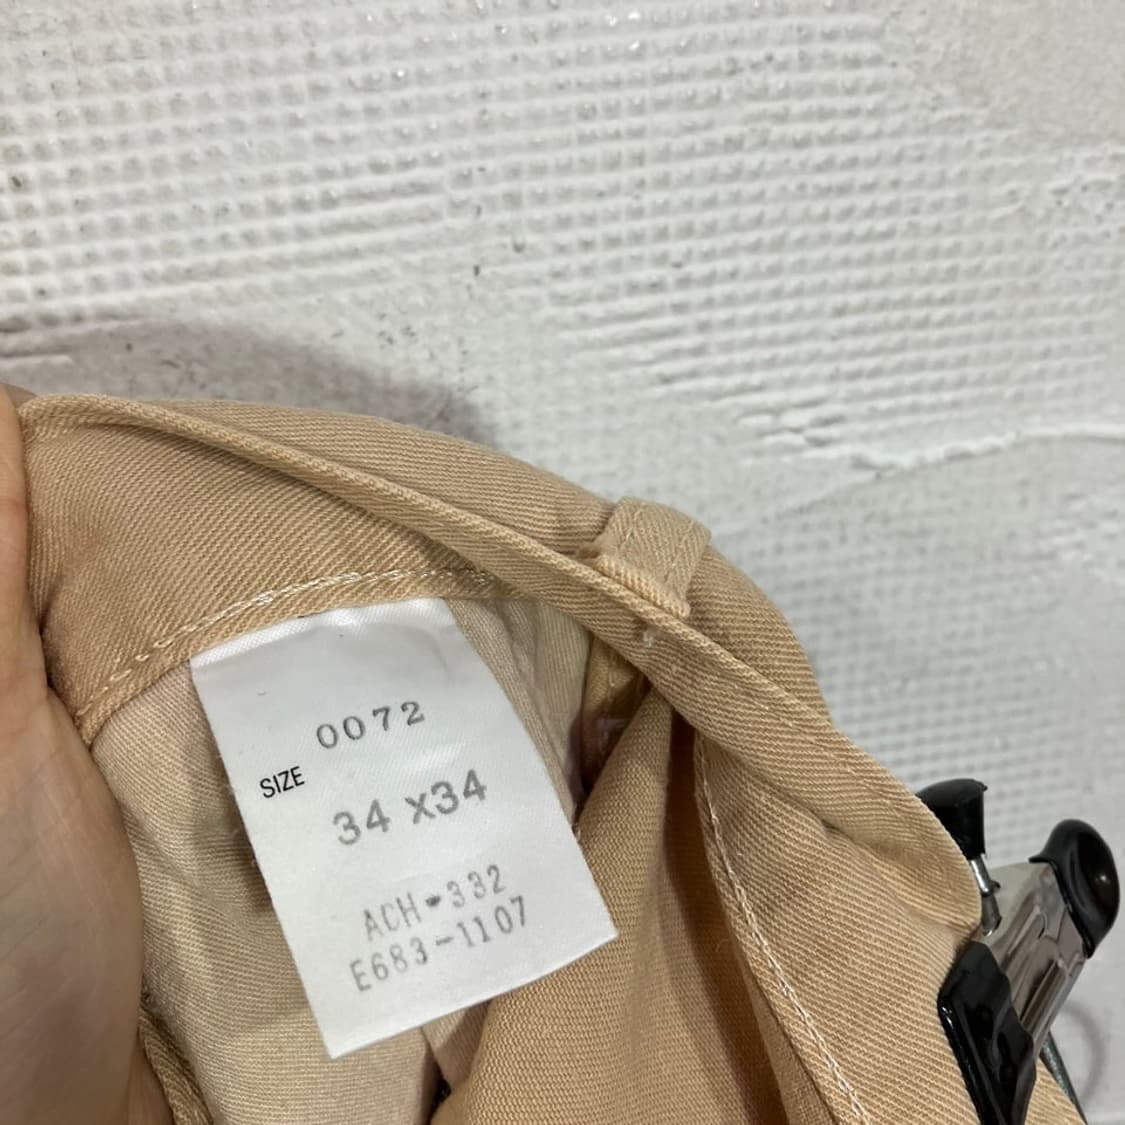 0072
SIZE
34 x34
ACH-332
E683-1107